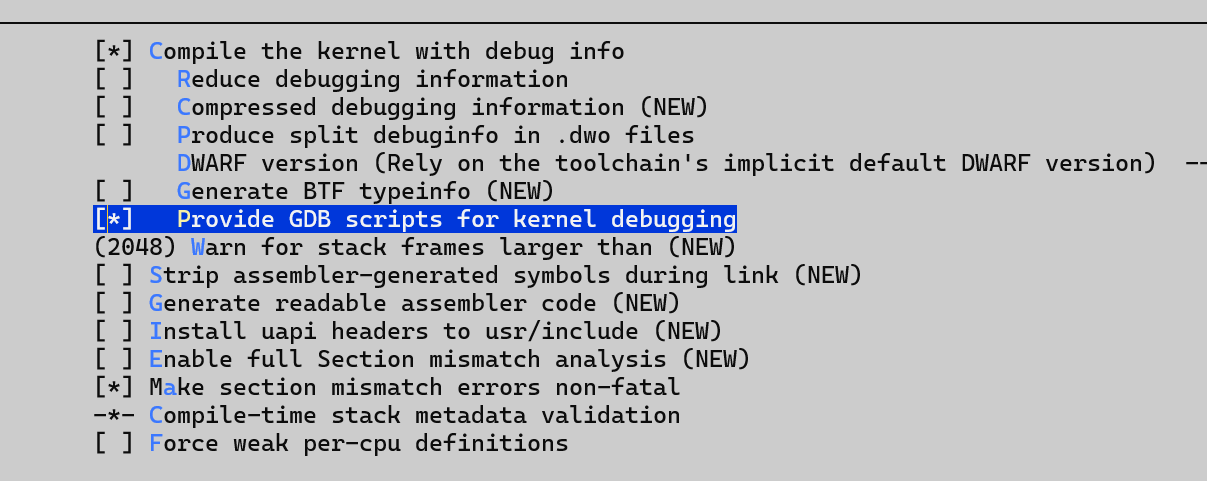 [*] Compile the kernel with debug info
[ ]   Reduce debugging information
[ ]   Compressed debugging information (NEW)
[ ]   Produce split debuginfo in .dwo files
      DWARF version (Rely on the toolchain's implicit default DWARF version)  --
[ ]   Generate BTF typeinfo (NEW)
[*]   Provide GDB scripts for kernel debugging
(2048) Warn for stack frames larger than (NEW)
[ ] Strip assembler-generated symbols during link (NEW)
[ ] Generate readable assembler code (NEW)
[ ] Install uapi headers to usr/include (NEW)
[ ] Enable full Section mismatch analysis (NEW)
[*] Make section mismatch errors non-fatal
-*- Compile-time stack metadata validation
[ ] Force weak per-cpu definitions